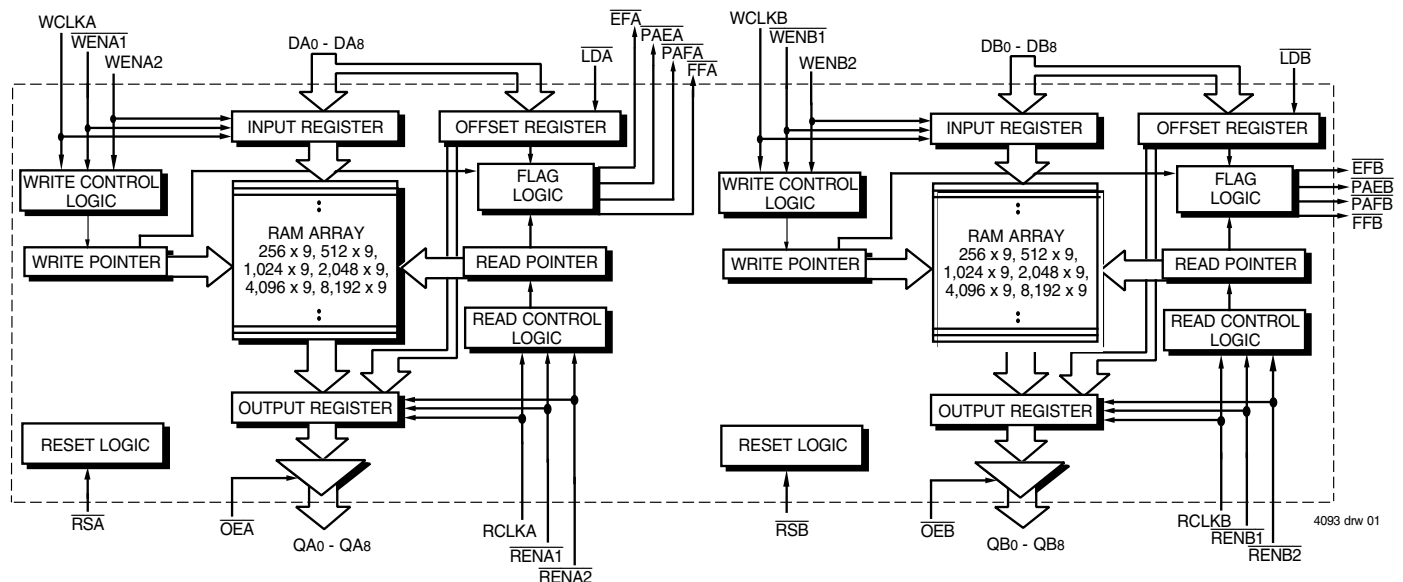 WCLKA
WENA1
WENA2
DA0 - DA8
LDA
EFA
PAEA
PAFA
FFA
INPUT REGISTER
OFFSET REGISTER
WRITE CONTROL
LOGIC
FLAG
LOGIC
WRITE POINTER
RAM ARRAY
256 x 9, 512 x 9,
1,024 x 9, 2,048 x 9,
4,096 x 9, 8,192 x 9
READ POINTER
READ CONTROL
LOGIC
OUTPUT REGISTER
RESET LOGIC
RSA
OEA
QA0 - QA8
RCLKA
RENA1
RENA2
WCLKB
WENB1
WENB2
DB0 - DB8
LDB
INPUT REGISTER
OFFSET REGISTER
WRITE CONTROL
LOGIC
FLAG
LOGIC
EFB
PAEB
PAFB
FFB
WRITE POINTER
RAM ARRAY
256 x 9, 512 x 9,
1,024 x 9, 2,048 x 9,
4,096 x 9, 8,192 x 9
READ POINTER
READ CONTROL
LOGIC
OUTPUT REGISTER
RESET LOGIC
RSB
OEB
QB0 - QB8
RCLKB
RENB1
RENB2
4093 drw 01